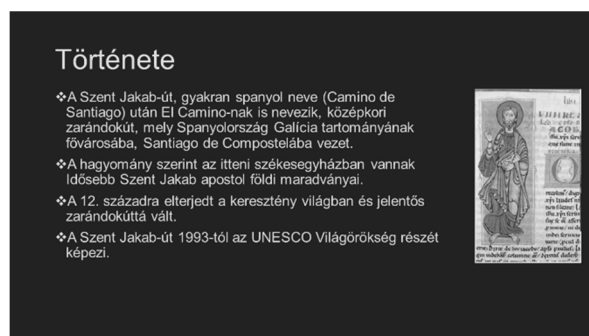 Története
❖A Szent Jakab-út, gyakran spanyol neve (Camino de
Santiago) után El Camino-nak is nevezik, középkori
zarándokút, mely Spanyolország Galícia tartományának
fővárosába, Santiago de Compostelába vezet.
❖A hagyomány szerint az itteni székesegyházban vannak
Idősebb Szent Jakab apostol földi maradványai.
❖A 12. századra elterjedt a keresztény világban és jelentős
zarándokúttá vált.
❖A Szent Jakab-út 1993-tól az UNESCO Világörökség részét
képezi.